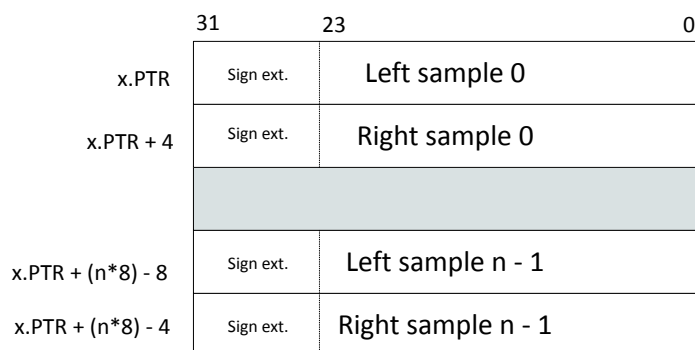 31 23 0
x.PTR Sign ext. Left sample 0
x.PTR + 4 Sign ext. Right sample 0
x.PTR + (n*8) - 8 Sign ext. Left sample n - 1
x.PTR + (n*8) - 4 Sign ext. Right sample n - 1